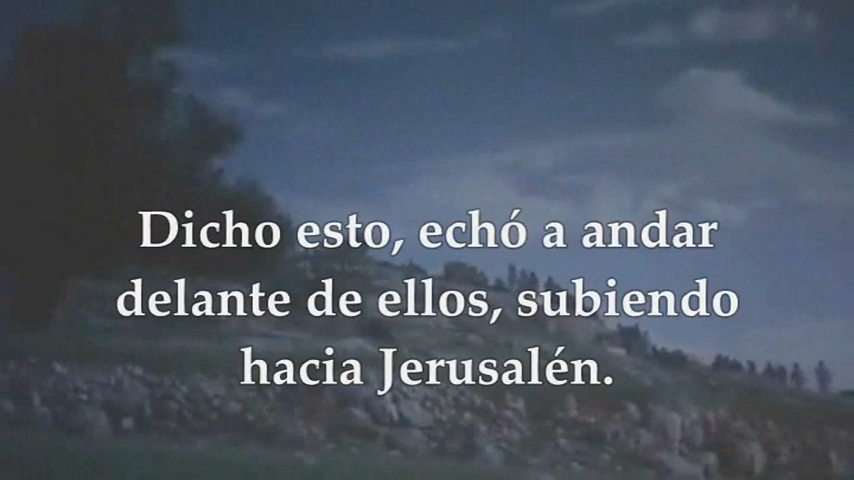 Dicho esto, echó a andar
delante de ellos, subiendo
hacia Jerusalén.